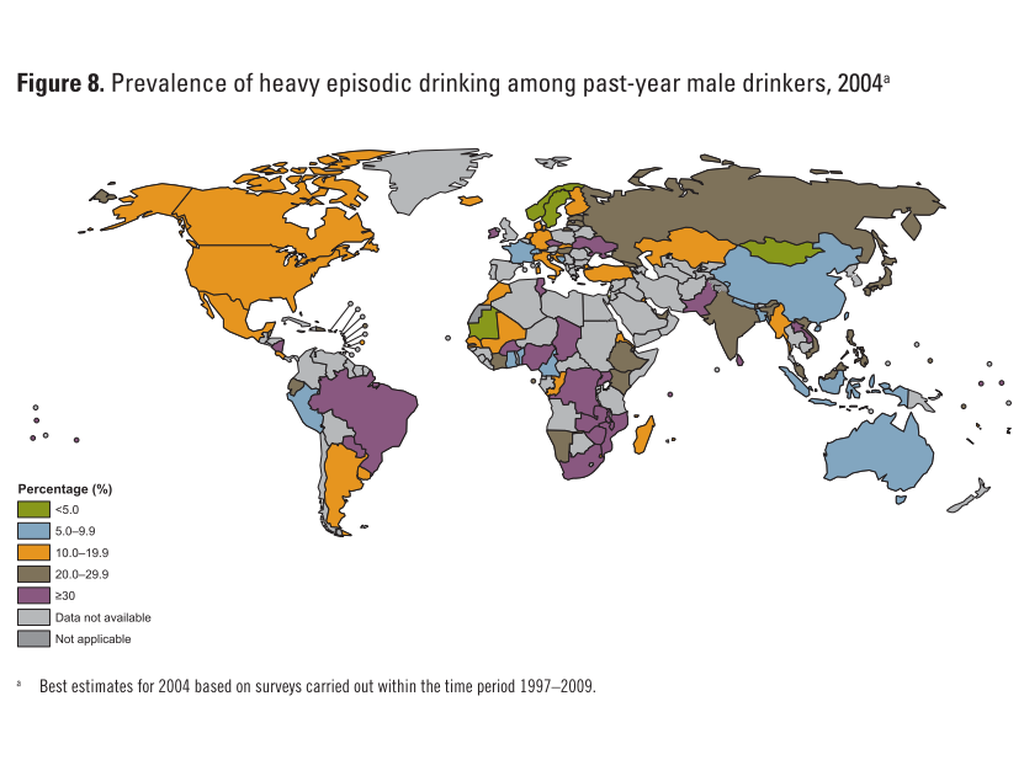 Figure 8. Prevalence of heavy episodic drinking among past-year male drinkers, 2004ᵃ
Percentage (%)
<5.0
5.0–9.9
10.0–19.9
20.0–29.9
≥30
Data not available
Not applicable
ᵃ Best estimates for 2004 based on surveys carried out within the time period 1997–2009.